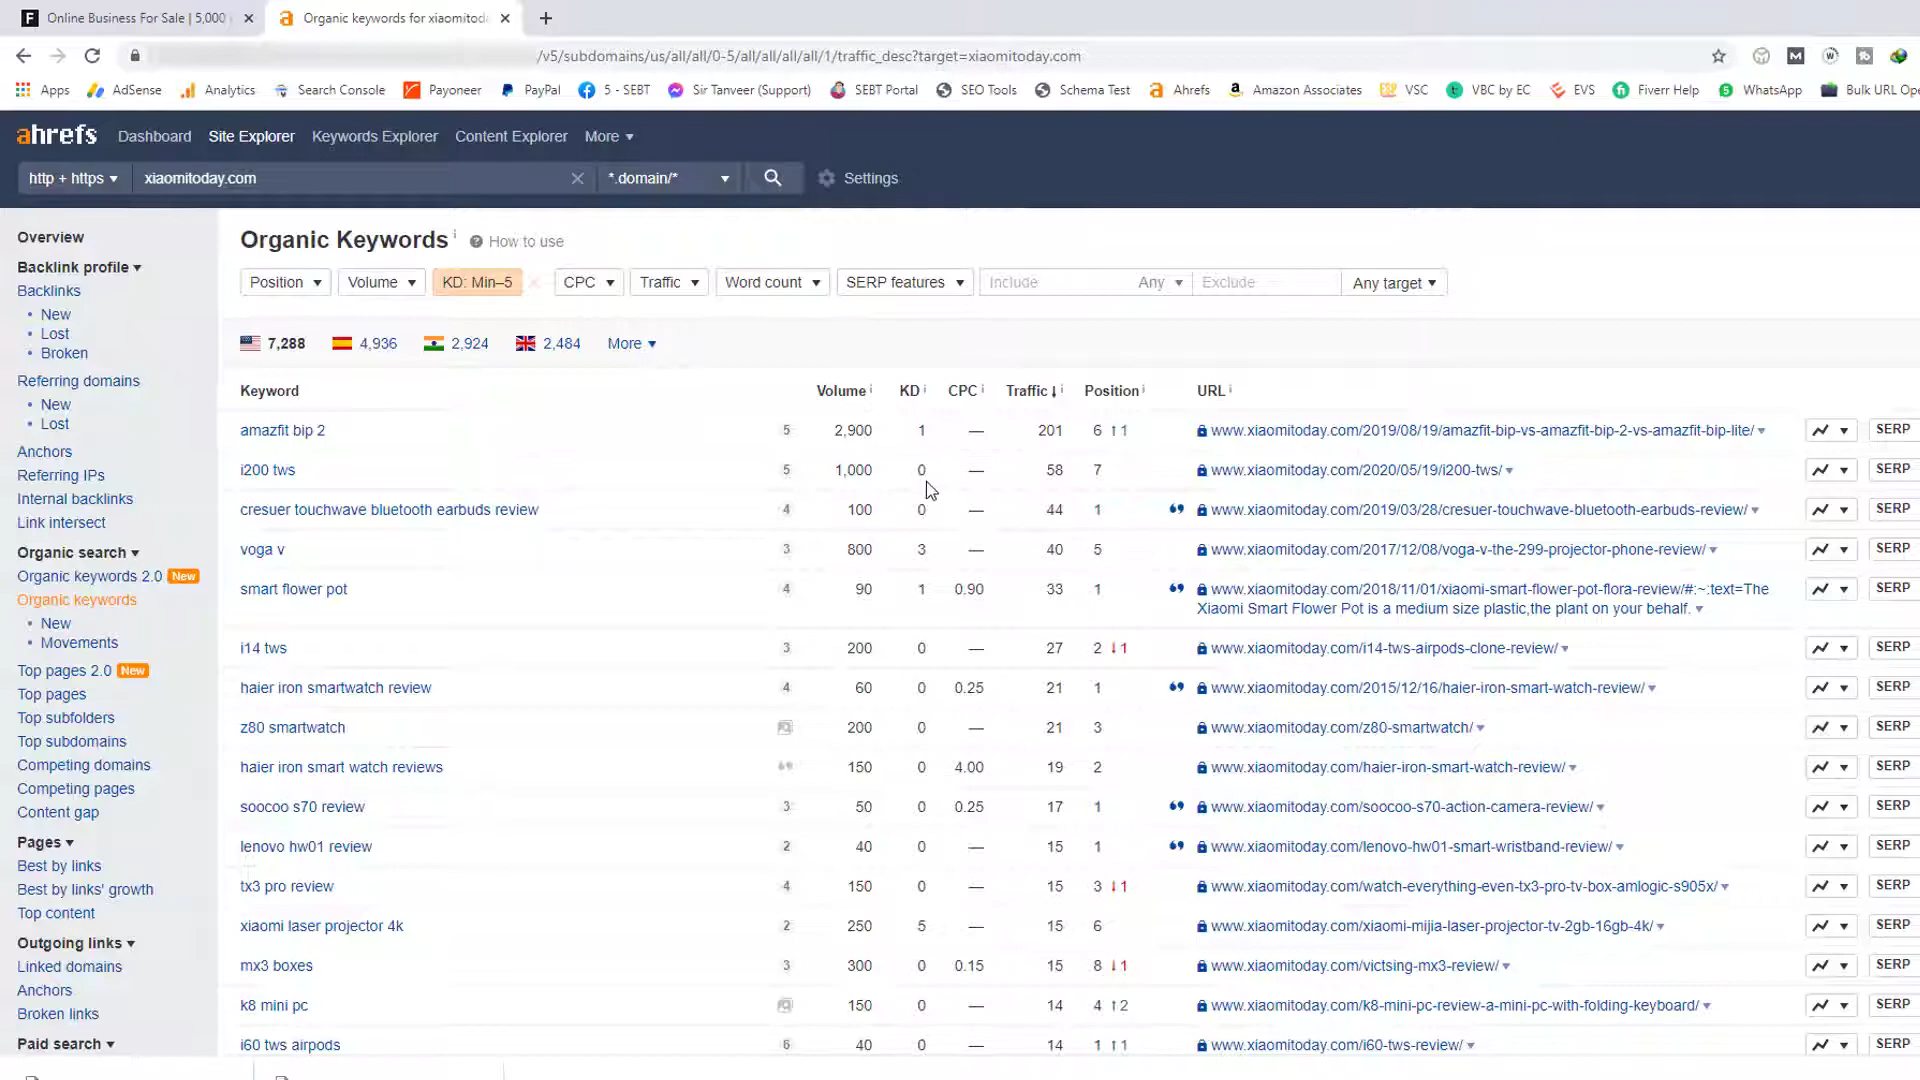 Online Business For Sale | 5,000
Organic keywords for xiaomitoda
/v5/subdomains/us/all/all/0-5/all/all/all/all/1/traffic_desc?target=xiaomitoday.com
Apps AdSense Analytics Search Console Payoneer PayPal 5 - SEBT Sir Tanveer (Support) SEBT Portal SEO Tools Schema Test Ahrefs Amazon Associates VSC VBC by EC EVS Fiverr Help WhatsApp Bulk URL Ope
ahrefs Dashboard Site Explorer Keywords Explorer Content Explorer More
http + https xiaomitoday.com *.domain/* Settings
Overview
Backlink profile
Backlinks
New
Lost
Broken
Referring domains
New
Lost
Anchors
Referring IPs
Internal backlinks
Link intersect
Organic search
Organic keywords 2.0 New
Organic keywords
New
Movements
Top pages 2.0 New
Top pages
Top subfolders
Top subdomains
Competing domains
Competing pages
Content gap
Pages
Best by links
Best by links' growth
Top content
Outgoing links
Linked domains
Anchors
Broken links
Paid search
Organic Keywords i ? How to use
Position Volume KD: Min–5 CPC Traffic Word count SERP features Include Any Exclude Any target
7,288 4,936 2,924 2,484 More
Keyword Volume i KD i CPC i Traffic ↓ i Position i URL i
amazfit bip 2 5 2,900 1 — 201 6 ↑1 www.xiaomitoday.com/2019/08/19/amazfit-bip-vs-amazfit-bip-2-vs-amazfit-bip-lite/ SERP
i200 tws 5 1,000 0 — 58 7 www.xiaomitoday.com/2020/05/19/i200-tws/ SERP
cresuer touchwave bluetooth earbuds review 4 100 0 — 44 1 www.xiaomitoday.com/2019/03/28/cresuer-touchwave-bluetooth-earbuds-review/ SERP
voga v 3 800 3 — 40 5 www.xiaomitoday.com/2017/12/08/voga-v-the-299-projector-phone-review/ SERP
smart flower pot 4 90 1 0.90 33 1 www.xiaomitoday.com/2018/11/01/xiaomi-smart-flower-pot-flora-review/#:~:text=The SERP
Xiaomi Smart Flower Pot is a medium size plastic,the plant on your behalf.
i14 tws 3 200 0 — 27 2 ↓1 www.xiaomitoday.com/i14-tws-airpods-clone-review/ SERP
haier iron smartwatch review 4 60 0 0.25 21 1 www.xiaomitoday.com/2015/12/16/haier-iron-smart-watch-review/ SERP
z80 smartwatch 200 0 — 21 3 www.xiaomitoday.com/z80-smartwatch/ SERP
haier iron smart watch reviews 150 0 4.00 19 2 www.xiaomitoday.com/haier-iron-smart-watch-review/ SERP
soocoo s70 review 3 50 0 0.25 17 1 www.xiaomitoday.com/soocoo-s70-action-camera-review/ SERP
lenovo hw01 review 2 40 0 — 15 1 www.xiaomitoday.com/lenovo-hw01-smart-wristband-review/ SERP
tx3 pro review 4 150 0 — 15 3 ↓1 www.xiaomitoday.com/watch-everything-even-tx3-pro-tv-box-amlogic-s905x/ SERP
xiaomi laser projector 4k 2 250 5 — 15 6 www.xiaomitoday.com/xiaomi-mijia-laser-projector-tv-2gb-16gb-4k/ SERP
mx3 boxes 3 300 0 0.15 15 8 ↓1 www.xiaomitoday.com/victsing-mx3-review/ SERP
k8 mini pc 150 0 — 14 4 ↑2 www.xiaomitoday.com/k8-mini-pc-review-a-mini-pc-with-folding-keyboard/ SERP
i60 tws airpods 6 40 0 — 14 1 ↑1 www.xiaomitoday.com/i60-tws-review/ SERP